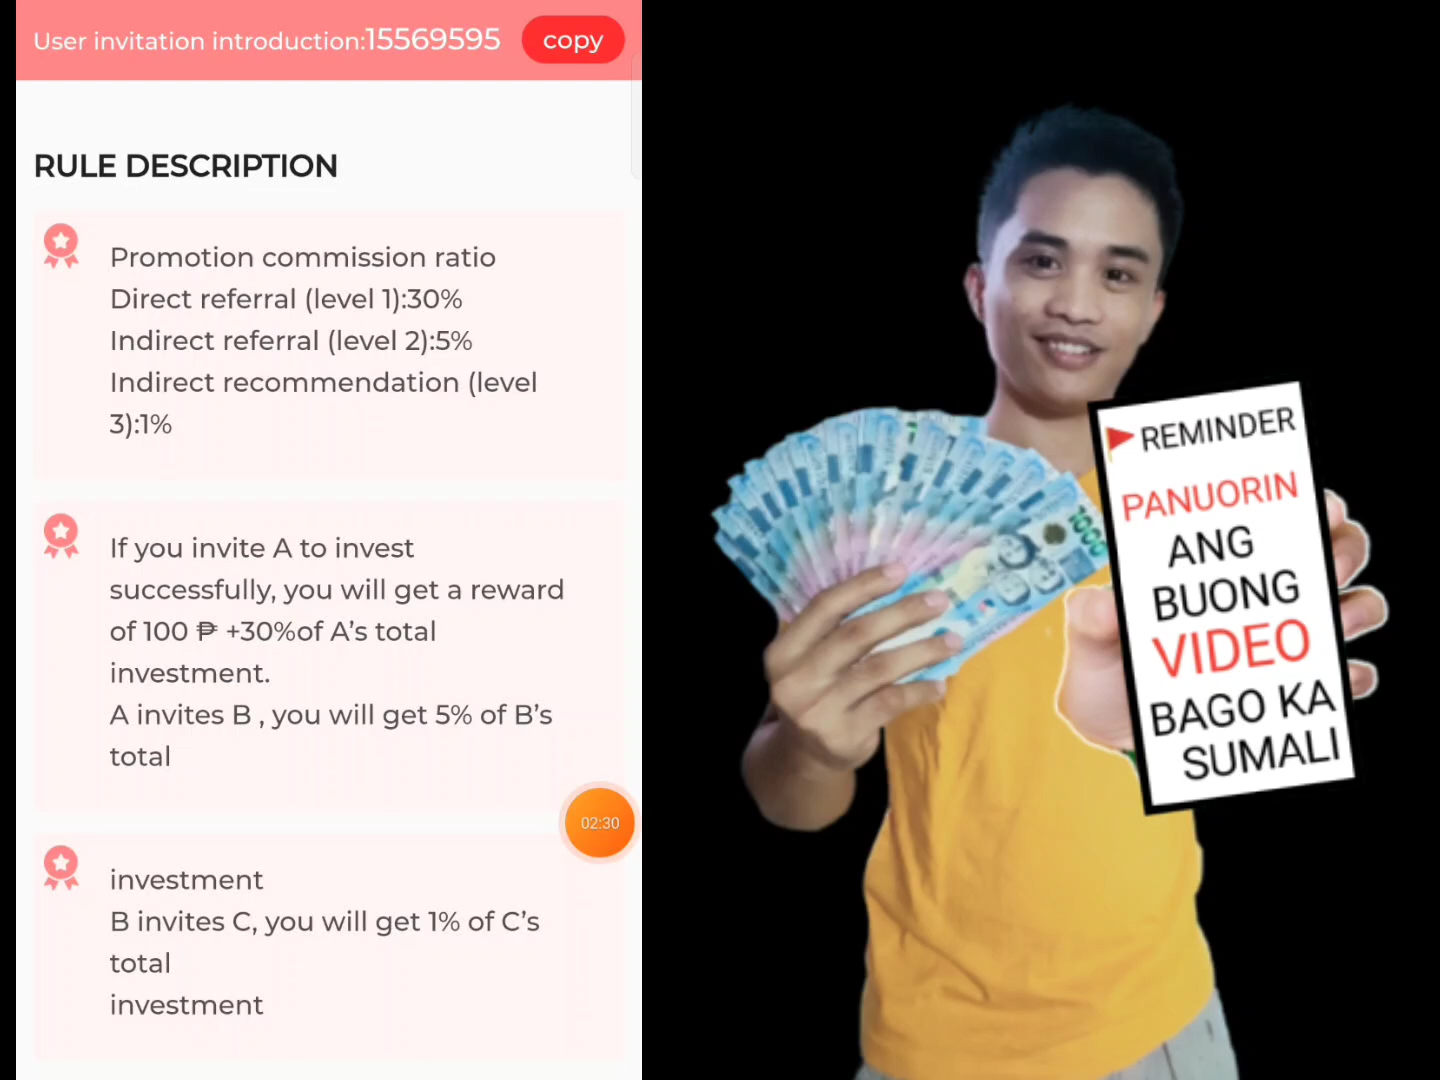 User invitation introduction:15569595
copy
RULE DESCRIPTION
Promotion commission ratio
Direct referral (level 1):30%
Indirect referral (level 2):5%
Indirect recommendation (level
3):1%
If you invite A to invest
successfully, you will get a reward
of 100 ₱ +30%of A’s total
investment.
A invites B , you will get 5% of B’s
total
02:30
investment
B invites C, you will get 1% of C’s
total
investment
REMINDER
PANUORIN
ANG
BUONG
VIDEO
BAGO KA
SUMALI
1000